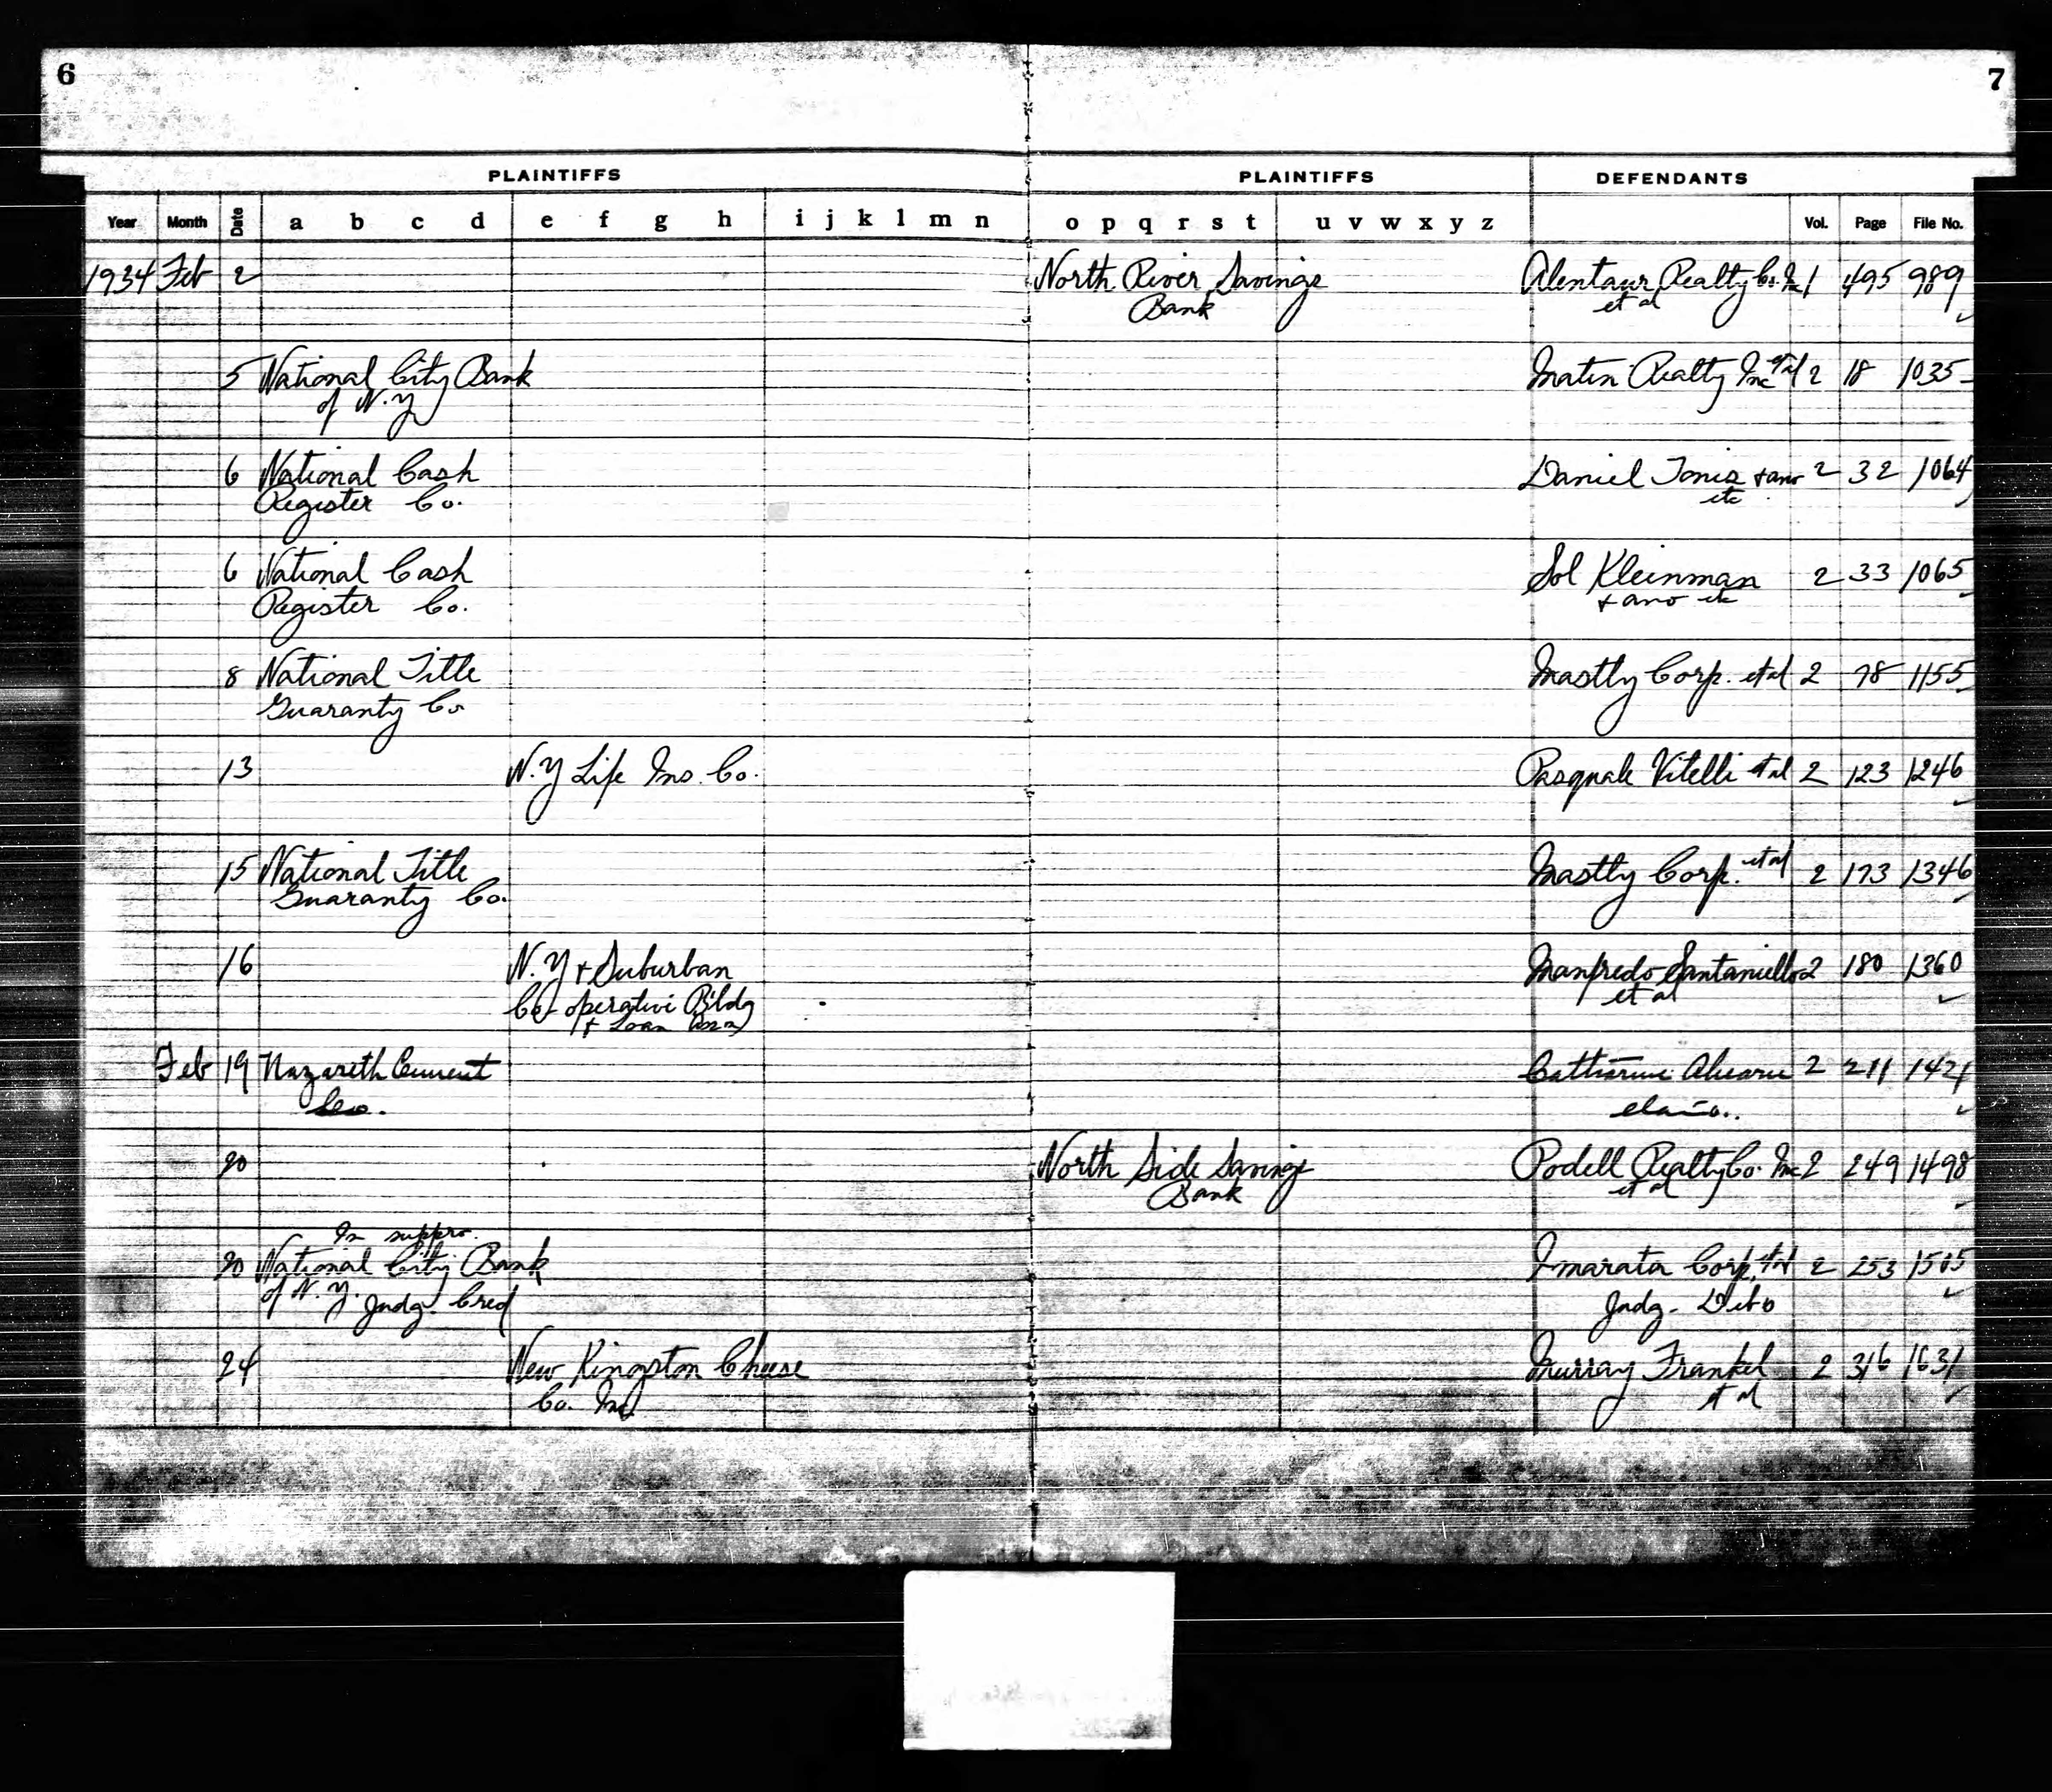 6
7
PLAINTIFFS PLAINTIFFS DEFENDANTS
Year Month Date a b c d e f g h i j k l m n o p q r s t u v w x y z Vol. Page File No.
1934 Feb 2 North River Savings Alentaur Realty Co. Inc 1 495 989
Bank et al
5 National City Bank Matin Realty Inc et al 2 18 1035
of N.Y
6 National Cash Daniel Tonis + ano 2 32 1064
Register Co. etc
6 National Cash Sol Kleinman 2 33 1065
Register Co. + ano etc
8 National Title Mastly Corp. et al 2 78 1155
Guaranty Co
13 N.Y Life Ins. Co. Pasquale Vitelli et al 2 123 1246
15 National Title Mastly Corp. et al 2 173 1346
Guaranty Co.
16 N.Y + Suburban Manfredo Santaniello 2 180 1360
Co-operative Bildg et al
+ Loan Assn
Feb 19 Nazareth Cement Catharine Ahearn 2 211 1421
Co.
20 North Side Savings Podell Realty Co. Inc 2 249 1498
Bank et al
In suppro.
20 National City Bank Imarata Corp. et al 2 253 1505
of N.Y. Judg. Cred Judg. Debo
24 New Kingston Cheese Murray Frankel 2 316 1631
Co. Inc et al